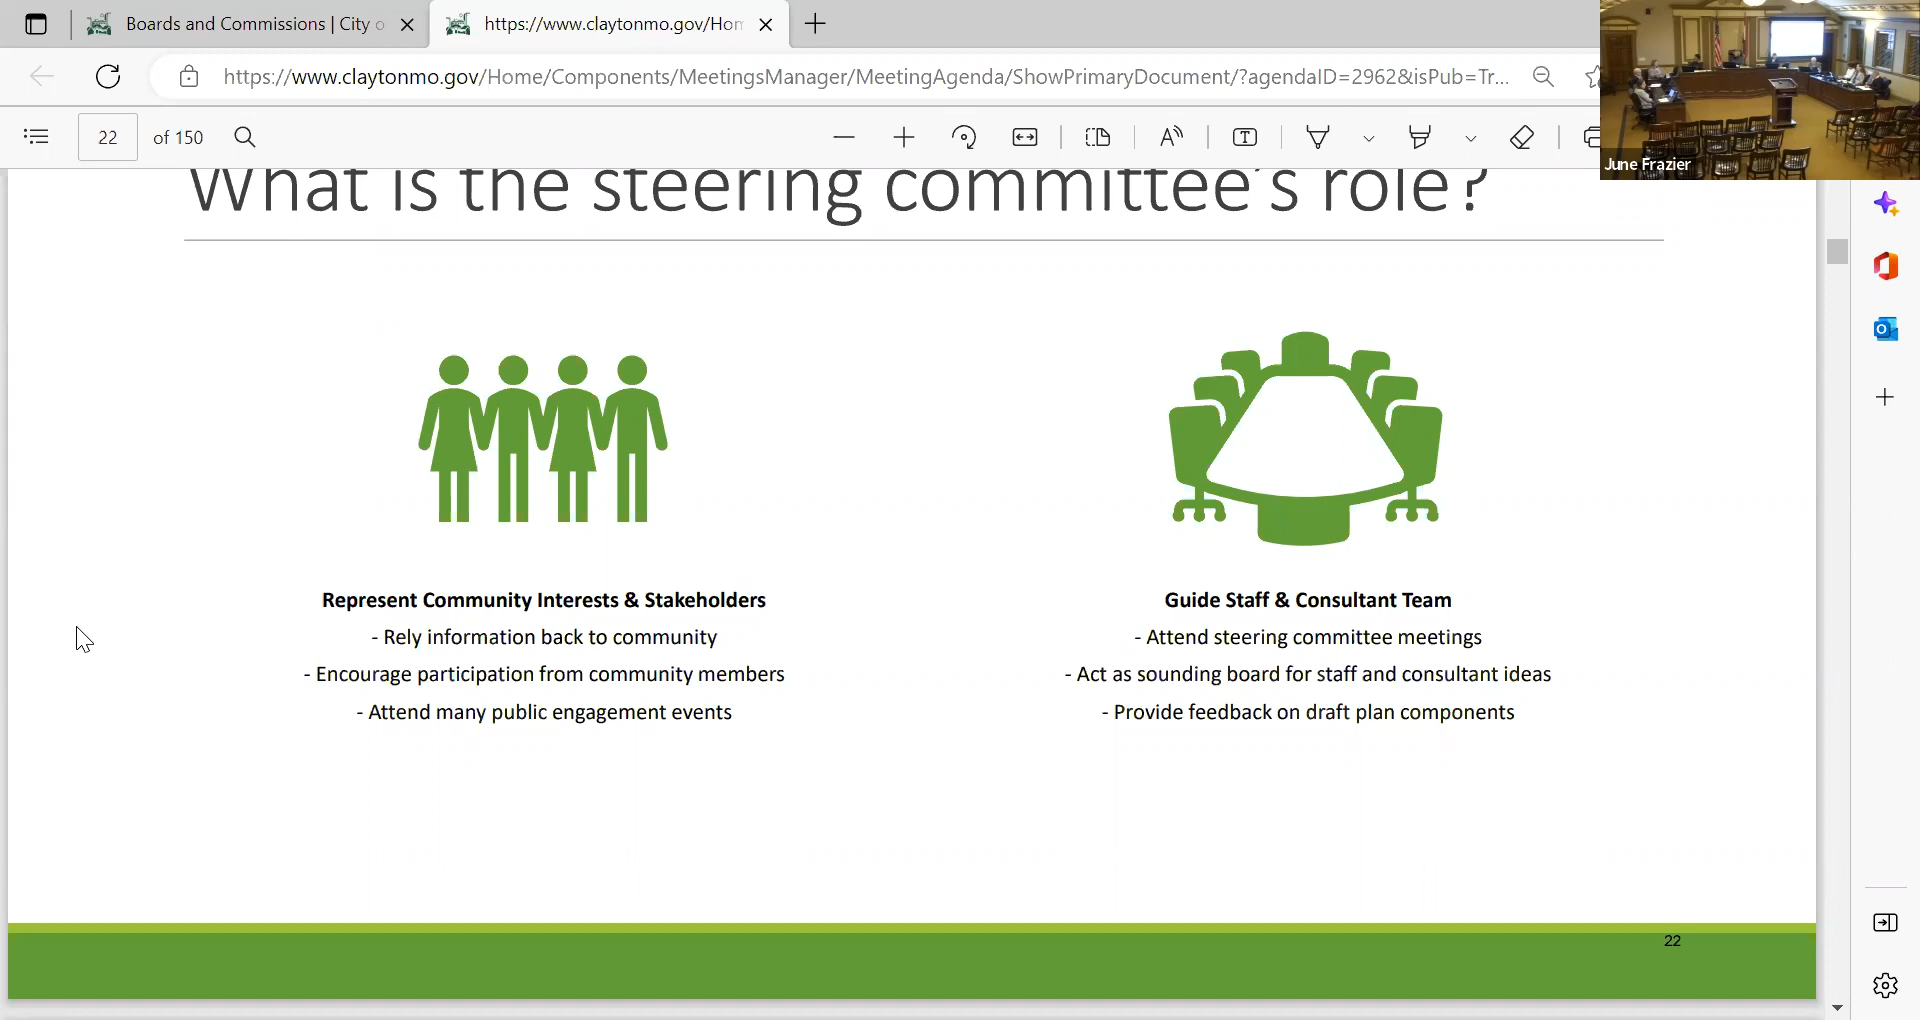 Boards and Commissions | City o
https://www.claytonmo.gov/Hom
https://www.claytonmo.gov/Home/Components/MeetingsManager/MeetingAgenda/ShowPrimaryDocument/?agendaID=2962&isPub=Tr...
22 of 150
June Frazier
What is the steering committee's role?
Represent Community Interests & Stakeholders
- Rely information back to community
- Encourage participation from community members
- Attend many public engagement events
Guide Staff & Consultant Team
- Attend steering committee meetings
- Act as sounding board for staff and consultant ideas
- Provide feedback on draft plan components
22